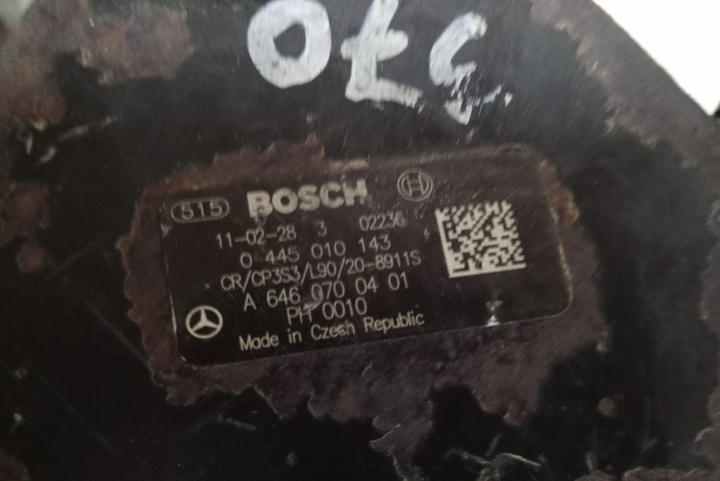 515 BOSCH
11-02-28 3 02236
0 445 010 143
CR/CP3S3/L90/20-8911S
A 646 070 04 01
PH 0010
Made in Czech Republic